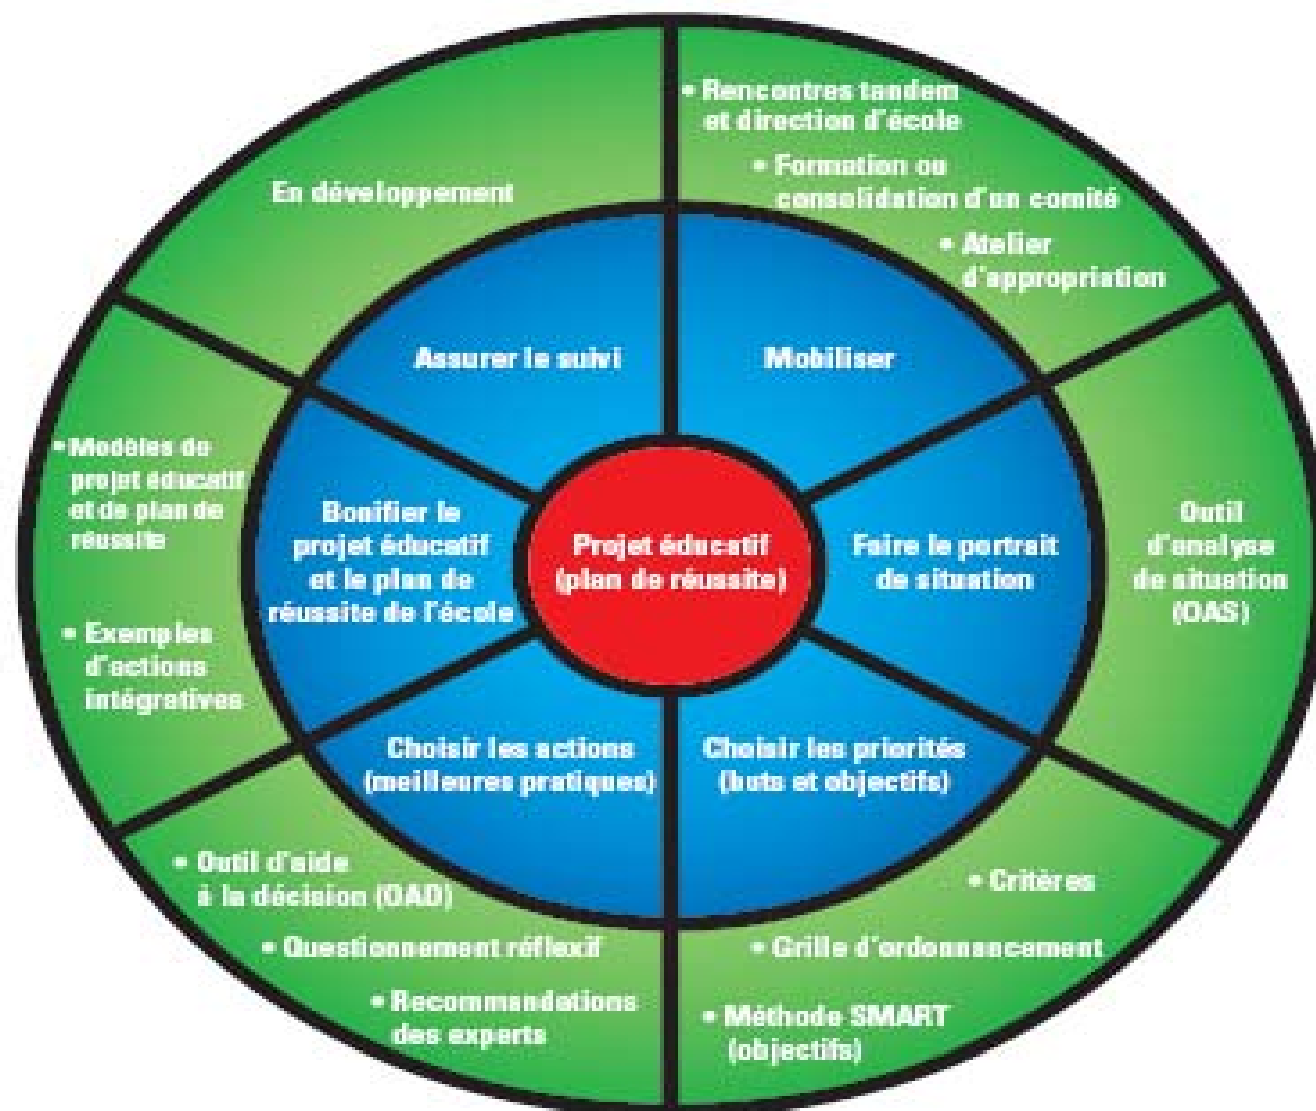 • Rencontres tandem
et direction d'école
• Formation ou
consolidation d'un comité
• Atelier
d'appropriation
En développement
Assurer le suivi
Mobiliser
• Modèles de
projet éducatif
et de plan de
réussite
• Exemples
d'actions
intégratives
Bonifier le
projet éducatif
et le plan de
réussite de l'école
Projet éducatif
(plan de réussite)
Faire le portrait
de situation
Outil
d'analyse
de situation
(OAS)
Choisir les actions
(meilleures pratiques)
Choisir les priorités
(buts et objectifs)
• Outil d'aide
à la décision (OAD)
• Questionnement réflexif
• Recommandations
des experts
• Critères
• Grille d'ordonnancement
• Méthode SMART
(objectifs)